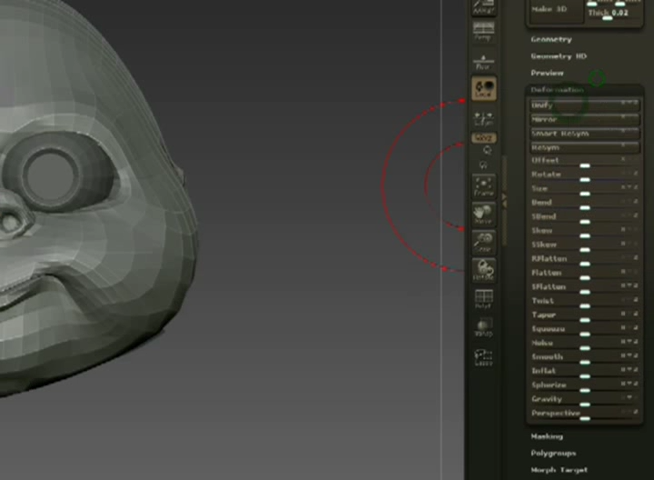 Make 3D
Thick 0.02
Geometry
Geometry HD
Preview
Deformation
Unify
Mirror
Smart ReSym
ReSym
Offset
Rotate
Size
Bend
SBend
Skew
SSkew
RFlatten
Flatten
SFlatten
Twist
Taper
Squeeze
Noise
Smooth
Inflat
Spherize
Gravity
Perspective
Masking
Polygroups
Morph Target